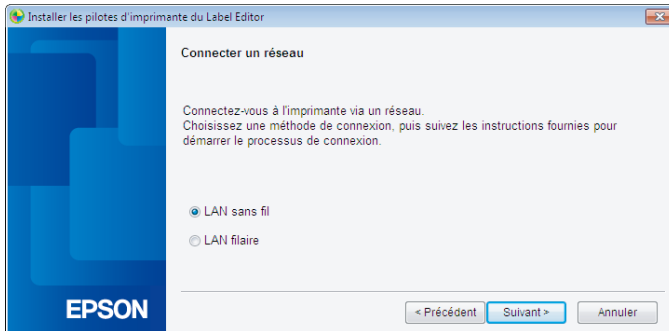 Installer les pilotes d'imprimante du Label Editor
Connecter un réseau
Connectez-vous à l'imprimante via un réseau.
Choisissez une méthode de connexion, puis suivez les instructions fournies pour
démarrer le processus de connexion.
LAN sans fil
LAN filaire
EPSON
< Précédent
Suivant >
Annuler